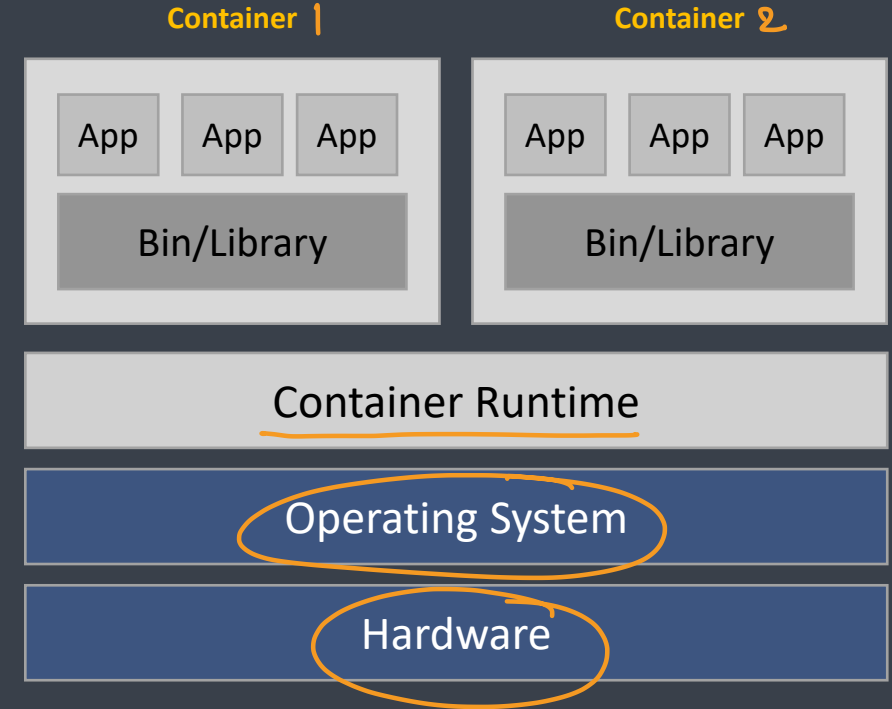 Container 1
Container 2
App App App
App App App
Bin/Library
Bin/Library
Container Runtime
Operating System
Hardware